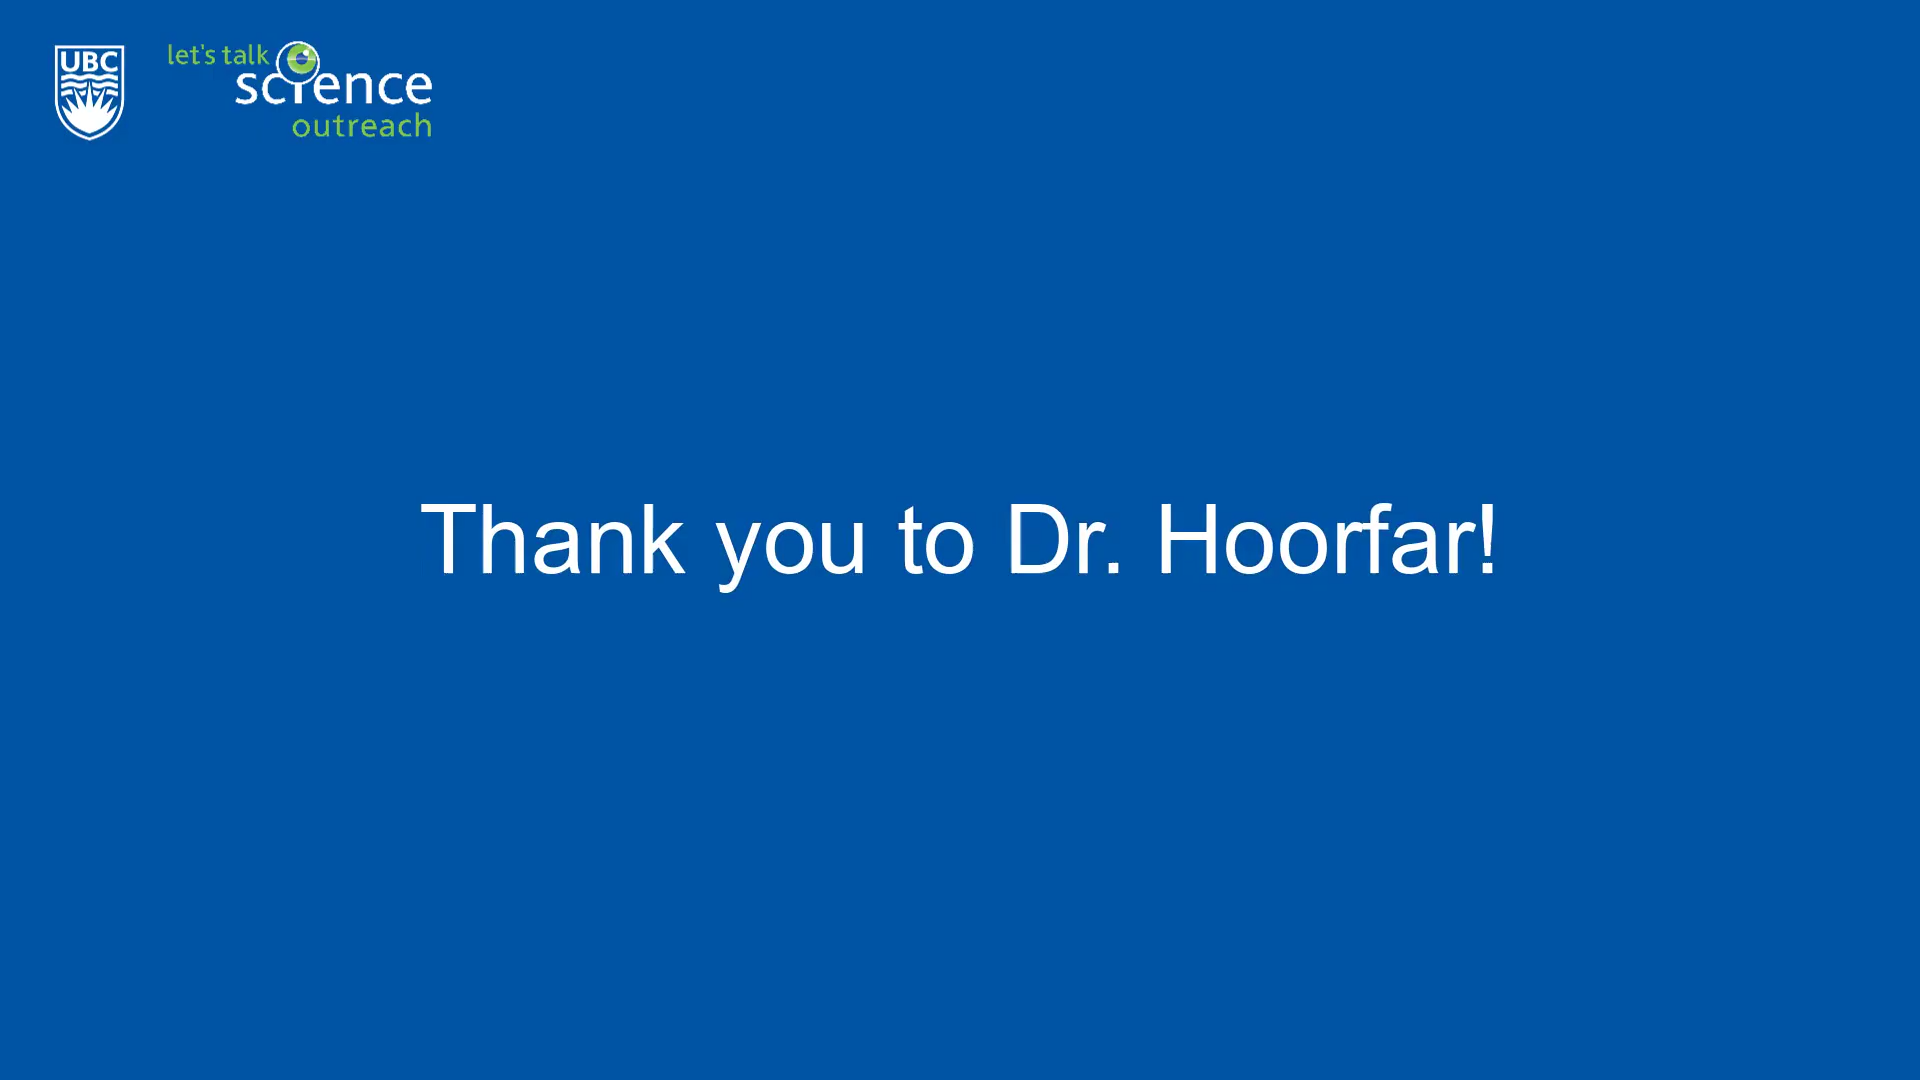 UBC
let's talk
science
outreach
Thank you to Dr. Hoorfar!